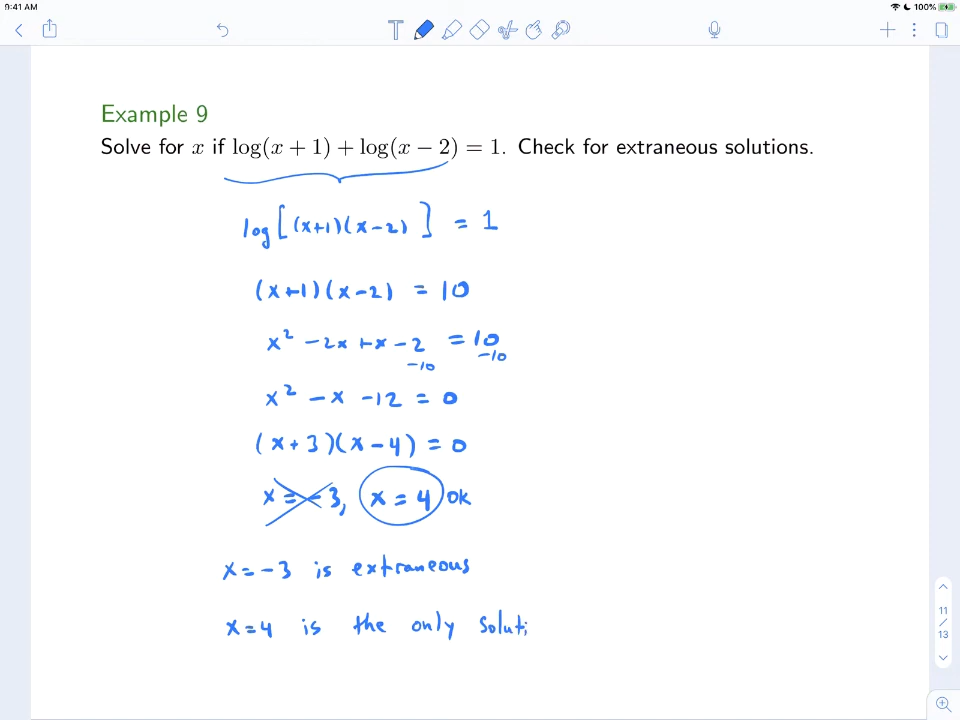 9:41 AM
100%
Example 9
Solve for x if log(x + 1) + log(x − 2) = 1. Check for extraneous solutions.
log[(x+1)(x-2)] = 1
(x+1)(x-2) = 10
x² - 2x + x - 2 = 10
-10 -10
x² - x - 12 = 0
(x+3)(x-4) = 0
x = -3, x = 4 ok
x = -3 is extraneous
x = 4 is the only soluti
11
/
13